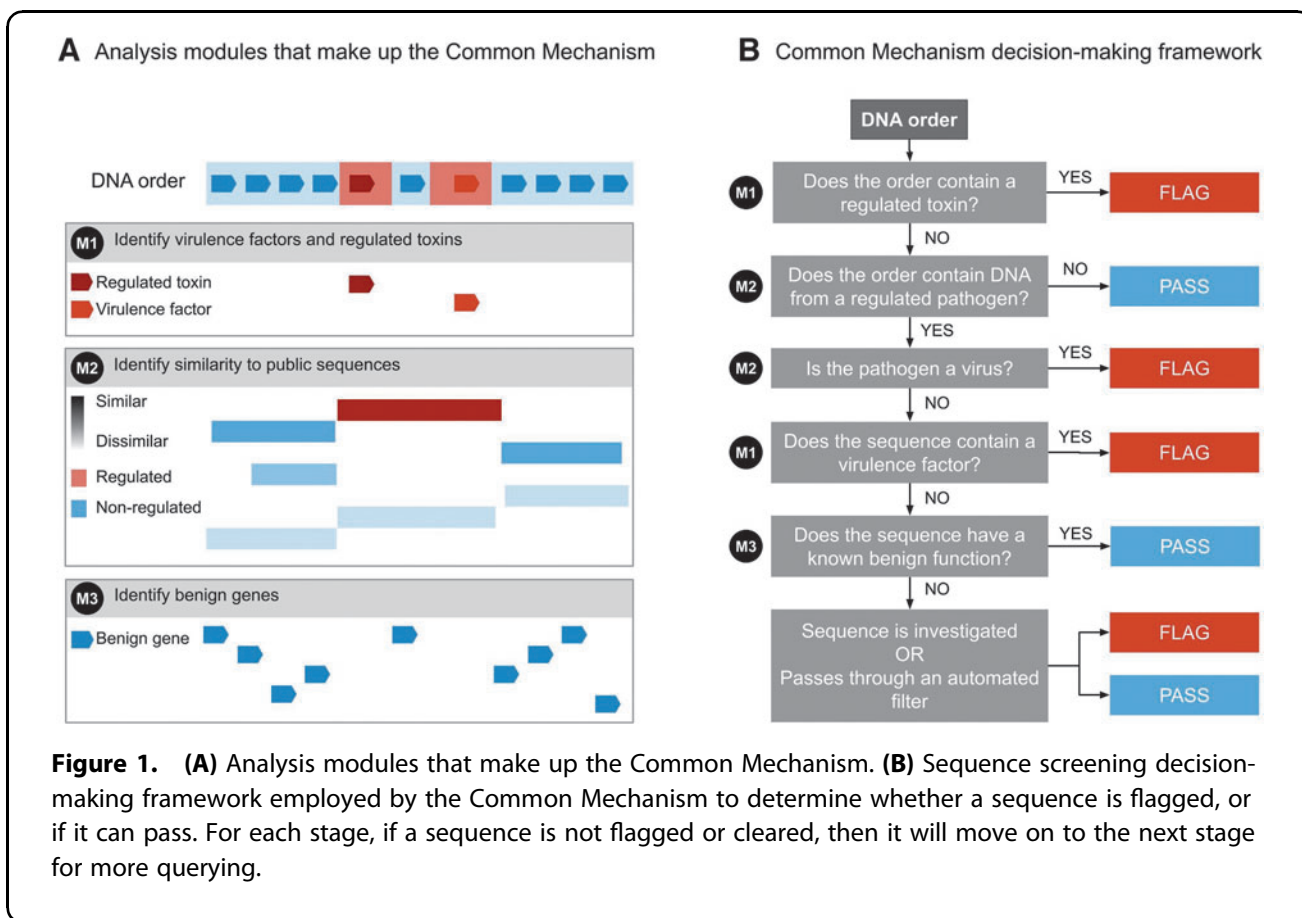 A Analysis modules that make up the Common Mechanism
DNA order
M1 Identify virulence factors and regulated toxins
Regulated toxin
Virulence factor
M2 Identify similarity to public sequences
Similar
Dissimilar
Regulated
Non-regulated
M3 Identify benign genes
Benign gene
B Common Mechanism decision-making framework
DNA order
M1
Does the order contain a
regulated toxin?
YES
FLAG
NO
M2
Does the order contain DNA
from a regulated pathogen?
NO
PASS
YES
M2
Is the pathogen a virus?
YES
FLAG
NO
M1
Does the sequence contain a
virulence factor?
YES
FLAG
NO
M3
Does the sequence have a
known benign function?
YES
PASS
NO
Sequence is investigated
OR
Passes through an automated
filter
FLAG
PASS
Figure 1. (A) Analysis modules that make up the Common Mechanism. (B) Sequence screening decision-
making framework employed by the Common Mechanism to determine whether a sequence is flagged, or
if it can pass. For each stage, if a sequence is not flagged or cleared, then it will move on to the next stage
for more querying.